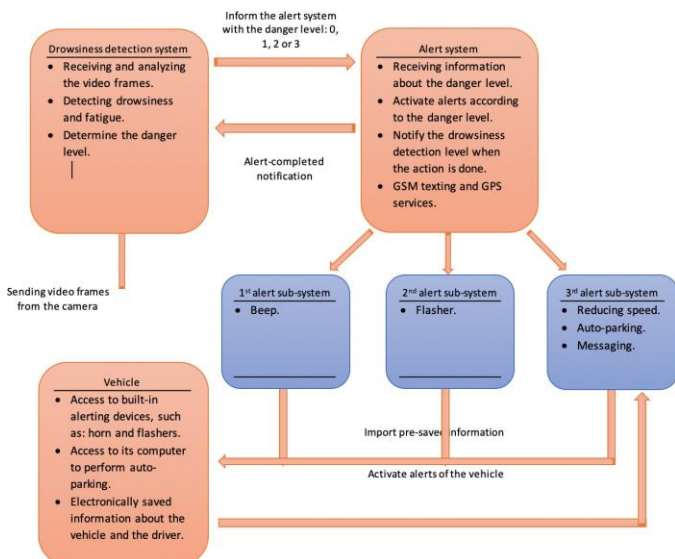 Inform the alert system
with the danger level: 0,
1, 2 or 3
Drowsiness detection system
• Receiving and analyzing
the video frames.
• Detecting drowsiness
and fatigue.
• Determine the danger
level.
Alert system
• Receiving information
about the danger level.
• Activate alerts according
to the danger level.
• Notify the drowsiness
detection level when
the action is done.
• GSM texting and GPS
services.
Alert-completed
notification
Sending video frames
from the camera
1st alert sub-system
• Beep.
2nd alert sub-system
• Flasher.
3rd alert sub-system
• Reducing speed.
• Auto-parking.
• Messaging.
Vehicle
• Access to built-in
alerting devices, such
as: horn and flashers.
• Access to its computer
to perform auto-
parking.
• Electronically saved
information about the
vehicle and the driver.
Import pre-saved information
Activate alerts of the vehicle